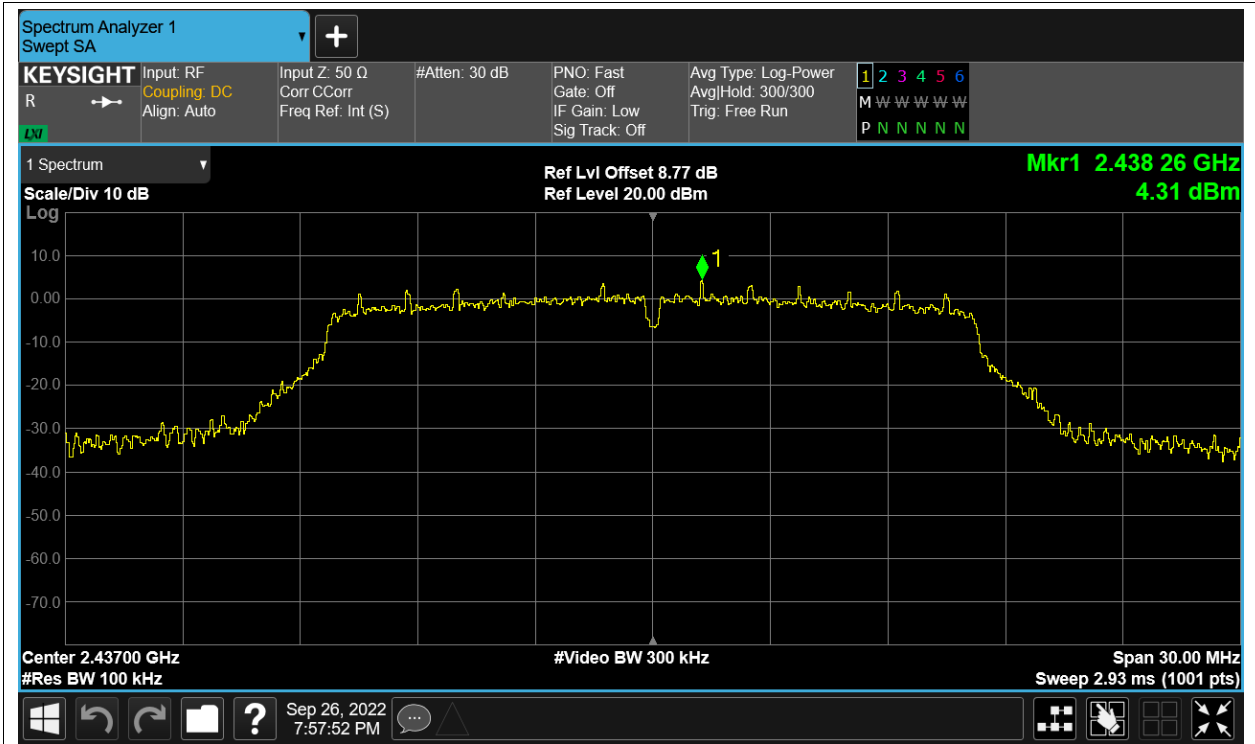 Spectrum Analyzer 1
Swept SA
+
KEYSIGHT
R
LXI
Input: RF
Coupling: DC
Align: Auto
Input Z: 50 Ω
Corr CCorr
Freq Ref: Int (S)
#Atten: 30 dB
PNO: Fast
Gate: Off
IF Gain: Low
Sig Track: Off
Avg Type: Log-Power
Avg|Hold: 300/300
Trig: Free Run
1 2 3 4 5 6
M W W W W W
P N N N N N
1 Spectrum
Scale/Div 10 dB
Log
Ref Lvl Offset 8.77 dB
Ref Level 20.00 dBm
Mkr1 2.438 26 GHz
4.31 dBm
1
10.0
0.00
-10.0
-20.0
-30.0
-40.0
-50.0
-60.0
-70.0
Center 2.43700 GHz
#Res BW 100 kHz
#Video BW 300 kHz
Span 30.00 MHz
Sweep 2.93 ms (1001 pts)
?
Sep 26, 2022
7:57:52 PM